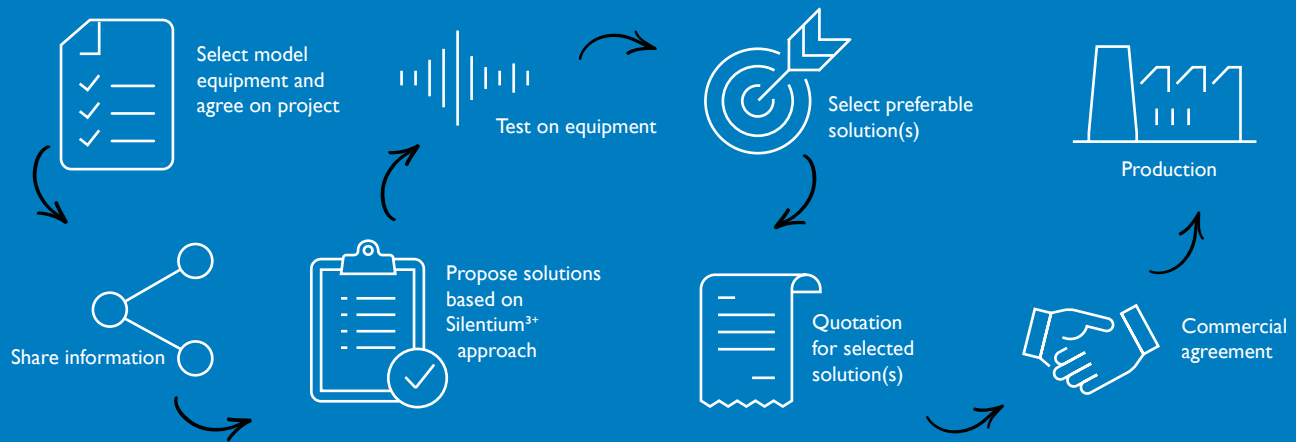 Select model
equipment and
agree on project
Share information
Propose solutions
based on
Silentium³⁺
approach
Test on equipment
Select preferable
solution(s)
Quotation
for selected
solution(s)
Commercial
agreement
Production